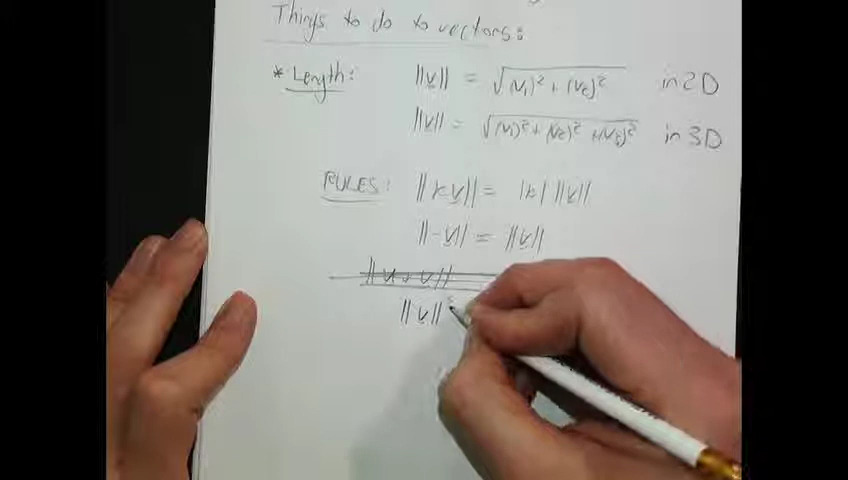 Things to do to vectors:
* Length: ||v|| = √(v₁)² + (v₂)² in 2D
||v|| = √(v₁)² + (v₂)² + (v₃)² in 3D
RULES: ||kv|| = |k| ||v||
||-v|| = ||v||
||u + v||
||v||